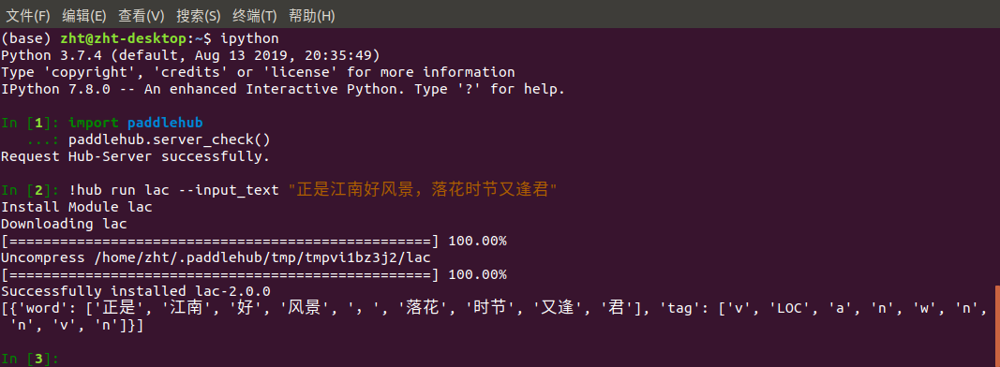 文件(F) 编辑(E) 查看(V) 搜索(S) 终端(T) 帮助(H)
(base) zht@zht-desktop:~$ ipython
Python 3.7.4 (default, Aug 13 2019, 20:35:49)
Type 'copyright', 'credits' or 'license' for more information
IPython 7.8.0 -- An enhanced Interactive Python. Type '?' for help.
In [1]: import paddlehub
...: paddlehub.server_check()
Request Hub-Server successfully.
In [2]: !hub run lac --input_text "正是江南好风景，落花时节又逢君"
Install Module lac
Downloading lac
[==================================================] 100.00%
Uncompress /home/zht/.paddlehub/tmp/tmpvi1bz3j2/lac
[==================================================] 100.00%
Successfully installed lac-2.0.0
[{'word': ['正是', '江南', '好', '风景', '，', '落花', '时节', '又逢', '君'], 'tag': ['v', 'LOC', 'a', 'n', 'w', 'n',
'n', 'v', 'n']}]
In [3]: